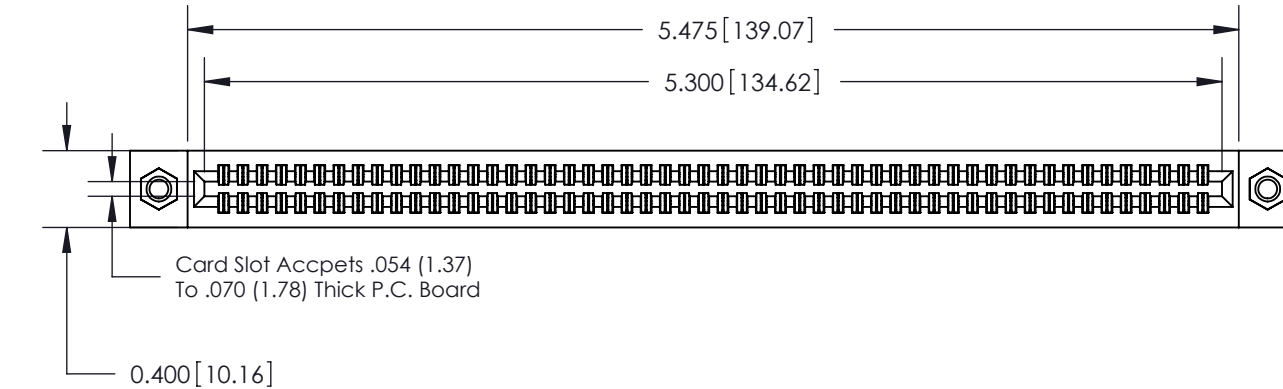 5.475[139.07]
5.300[134.62]
Card Slot Accpets .054 (1.37)
To .070 (1.78) Thick P.C. Board
0.400[10.16]